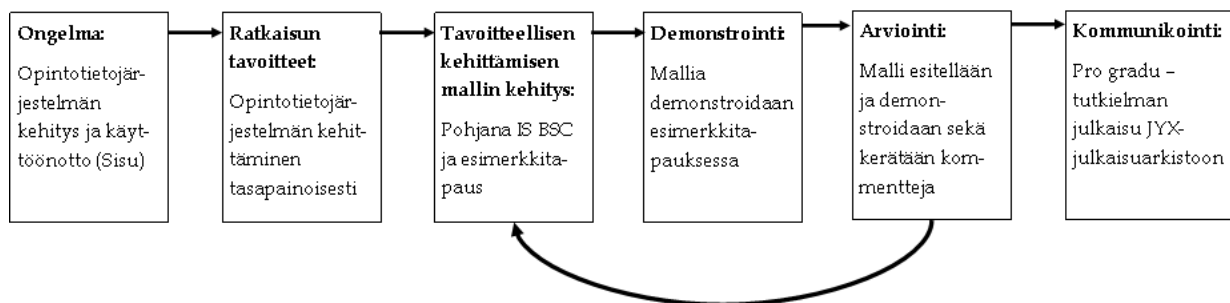 Ongelma:
Opintotietojär-
jestelmän
kehitys ja käyt-
töönotto (Sisu)
Ratkaisun
tavoitteet:
Opintotietojär-
jestelmän kehit-
täminen
tasapainoisesti
Tavoitteellisen
kehittämisen
mallin kehitys:
Pohjana IS BSC
ja esimerkkita-
paus
Demonstrointi:
Mallia
demonstroidaan
esimerkkita-
pauksessa
Arviointi:
Malli esitellään
ja demon-
stroidaan sekä
kerätään kom-
mentteja
Kommunikointi:
Pro gradu –
tutkielman
julkaisu JYX-
julkaisuarkistoon